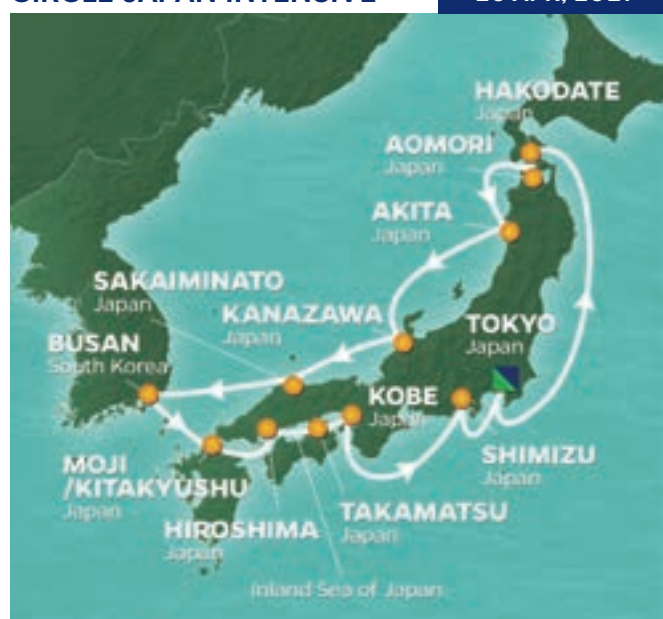 HAKODATE
Japan
AOMORI
Japan
AKITA
Japan
SAKAIMINATO
Japan
KANAZAWA
Japan
TOKYO
Japan
BUSAN
South Korea
KOBE
Japan
SHIMIZU
Japan
MOJI
/KITAKYUSHU
Japan
TAKAMATSU
Japan
HIROSHIMA
Japan
Inland Sea of Japan